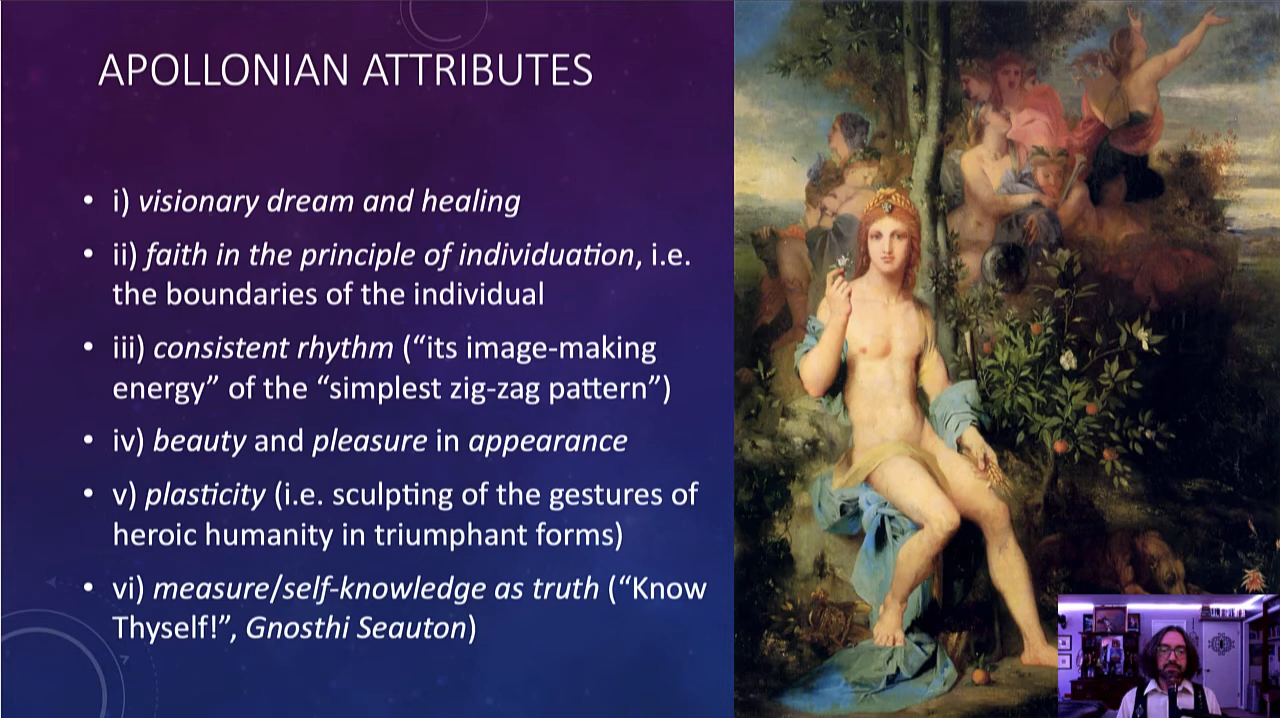 APOLLONIAN ATTRIBUTES
• i) visionary dream and healing
• ii) faith in the principle of individuation, i.e.
the boundaries of the individual
• iii) consistent rhythm (“its image-making
energy” of the “simplest zig-zag pattern”)
• iv) beauty and pleasure in appearance
• v) plasticity (i.e. sculpting of the gestures of
heroic humanity in triumphant forms)
• vi) measure/self-knowledge as truth (“Know
Thyself!”, Gnosthi Seauton)